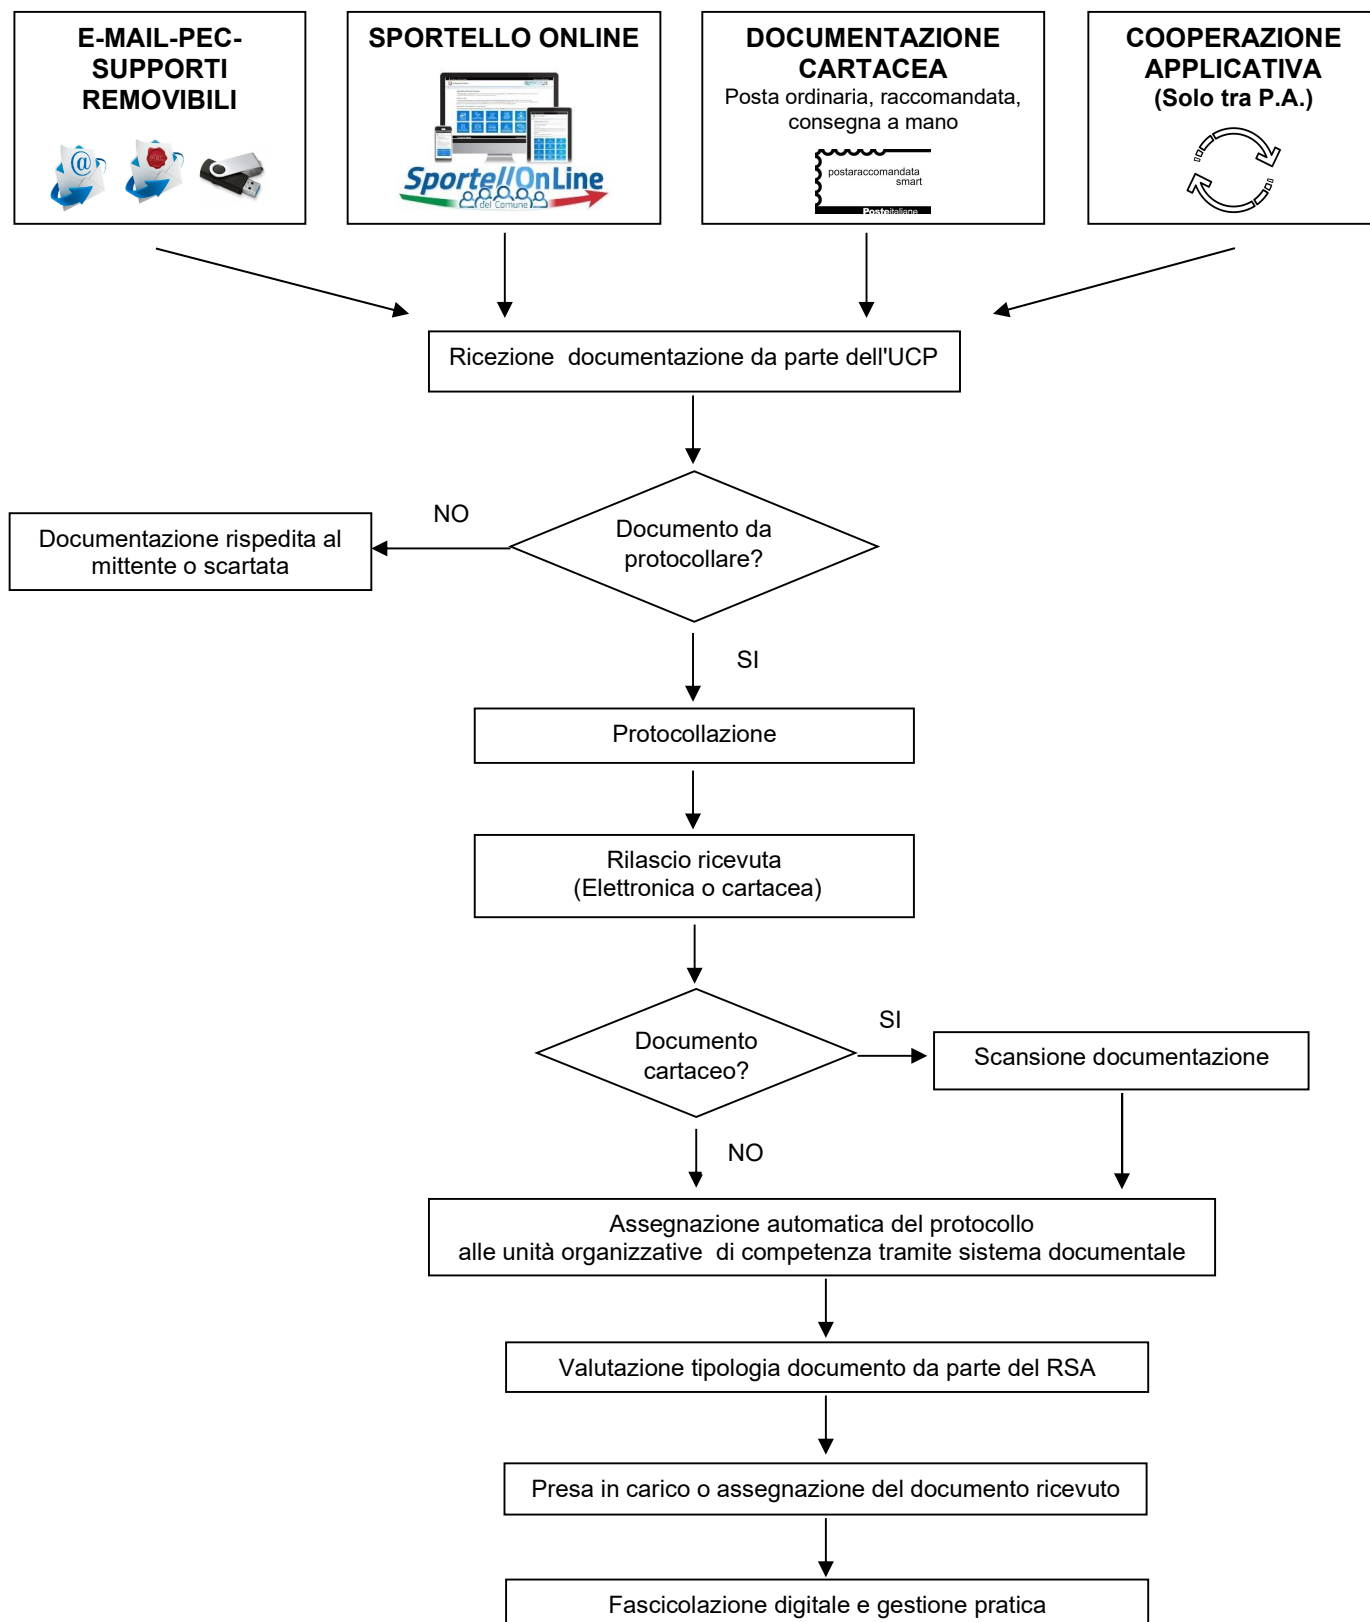 E-MAIL-PEC-
SUPPORTI
REMOVIBILI
@
PEC
SPORTELLO ONLINE
SportellOnLine
del Comune
DOCUMENTAZIONE
CARTACEA
Posta ordinaria, raccomandata,
consegna a mano
postaraccomandata
smart
Posteitaliane
COOPERAZIONE
APPLICATIVA
(Solo tra P.A.)
Ricezione documentazione da parte dell'UCP
NO
Documento da
protocollare?
Documentazione rispedita al
mittente o scartata
SI
Protocollazione
Rilascio ricevuta
(Elettronica o cartacea)
Documento
cartaceo?
SI
Scansione documentazione
NO
Assegnazione automatica del protocollo
alle unità organizzative di competenza tramite sistema documentale
Valutazione tipologia documento da parte del RSA
Presa in carico o assegnazione del documento ricevuto
Fascicolazione digitale e gestione pratica